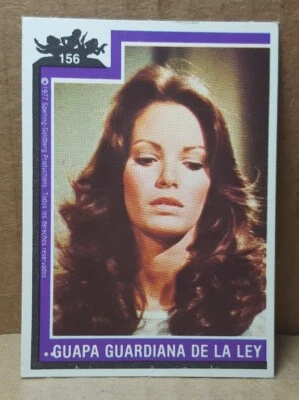 156
© 1977 Spelling-Goldberg Productions. Todos los derechos reservados
••GUAPA GUARDIANA DE LA LEY